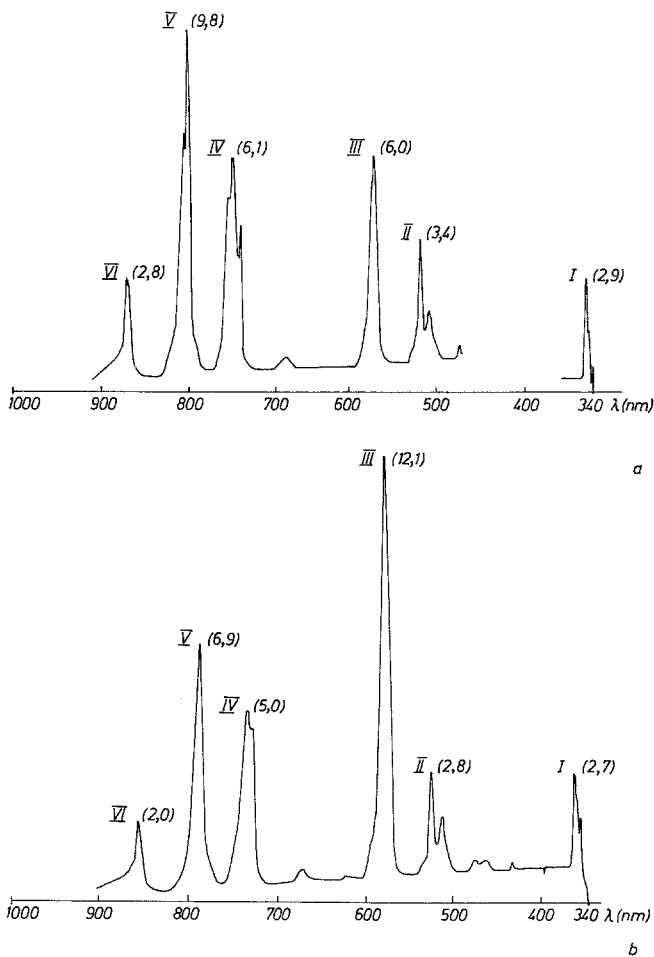 V (9,8)
IV (6,1)
III (6,0)
II (3,4)
VI (2,8)
I (2,9)
1000 900 800 700 600 500 400 340 λ(nm)
a
III (12,1)
V (6,9)
IV (5,0)
II (2,8)
I (2,7)
VI (2,0)
1000 900 800 700 600 500 400 340 λ(nm)
b